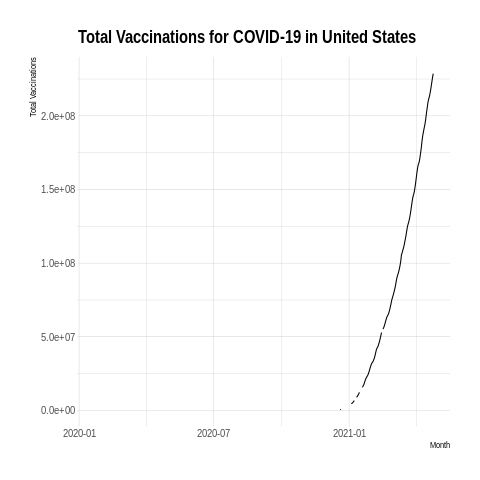 Total Vaccinations for COVID-19 in United States
Total Vaccinations
2.0e+08
1.5e+08
1.0e+08
5.0e+07
0.0e+00
2020-01 2020-07 2021-01
Month